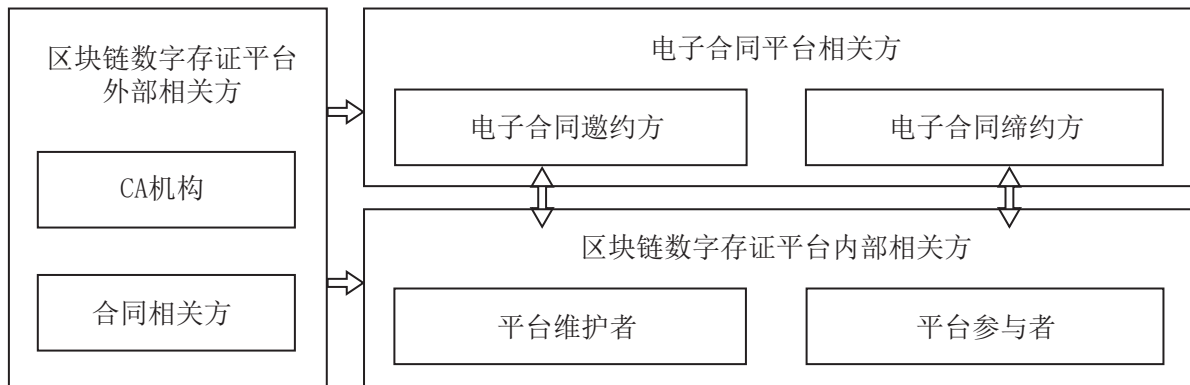 区块链数字存证平台
外部相关方
CA机构
合同相关方
电子合同平台相关方
电子合同邀约方
电子合同缔约方
区块链数字存证平台内部相关方
平台维护者
平台参与者